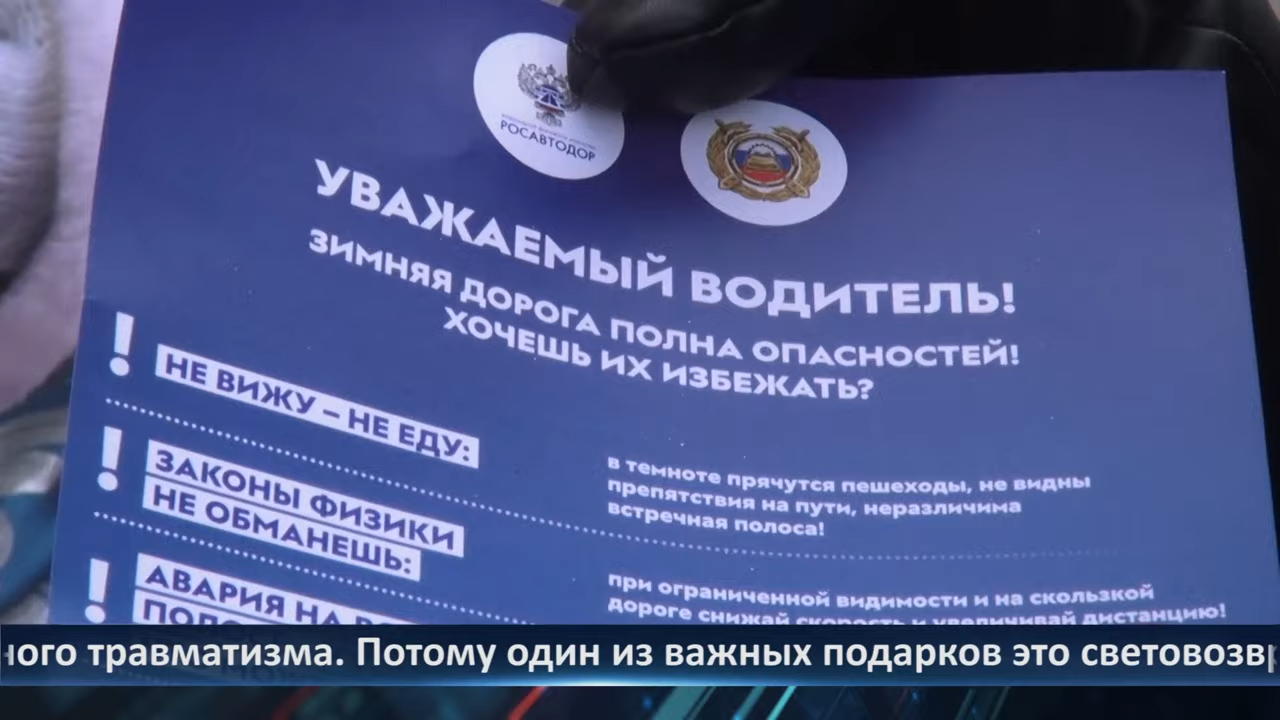 РОСАВТОДОР
УВАЖАЕМЫЙ ВОДИТЕЛЬ!
ЗИМНЯЯ ДОРОГА ПОЛНА ОПАСНОСТЕЙ!
ХОЧЕШЬ ИХ ИЗБЕЖАТЬ?
! НЕ ВИЖУ – НЕ ЕДУ:
в темноте прячутся пешеходы, не видны
препятствия на пути, неразличима
встречная полоса!
! ЗАКОНЫ ФИЗИКИ
НЕ ОБМАНЕШЬ:
при ограниченной видимости и на скользкой
дороге снижай скорость и увеличивай дистанцию!
! АВАРИЯ НА
ного травматизма. Потому один из важных подарков это световозвр